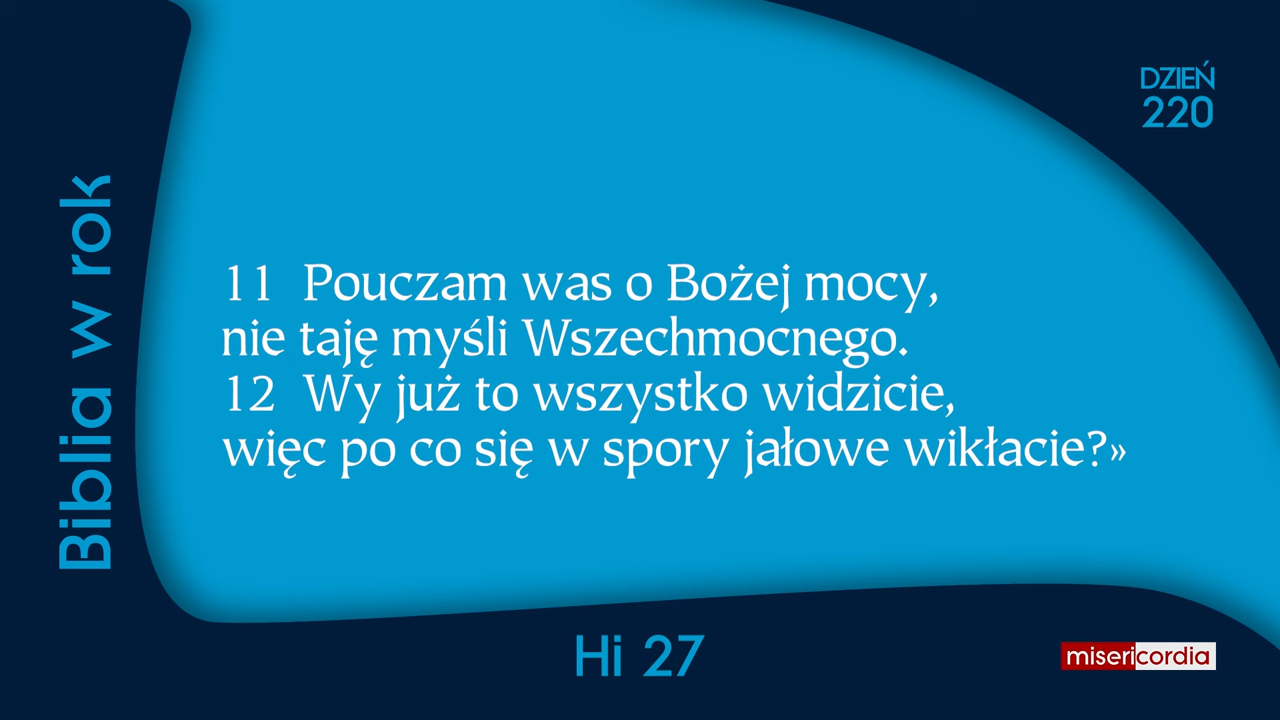 DZIEŃ
220
Biblia w rok
11 Pouczam was o Bożej mocy,
nie taję myśli Wszechmocnego.
12 Wy już to wszystko widzicie,
więc po co się w spory jałowe wikłacie?»
Hi 27
misericordia